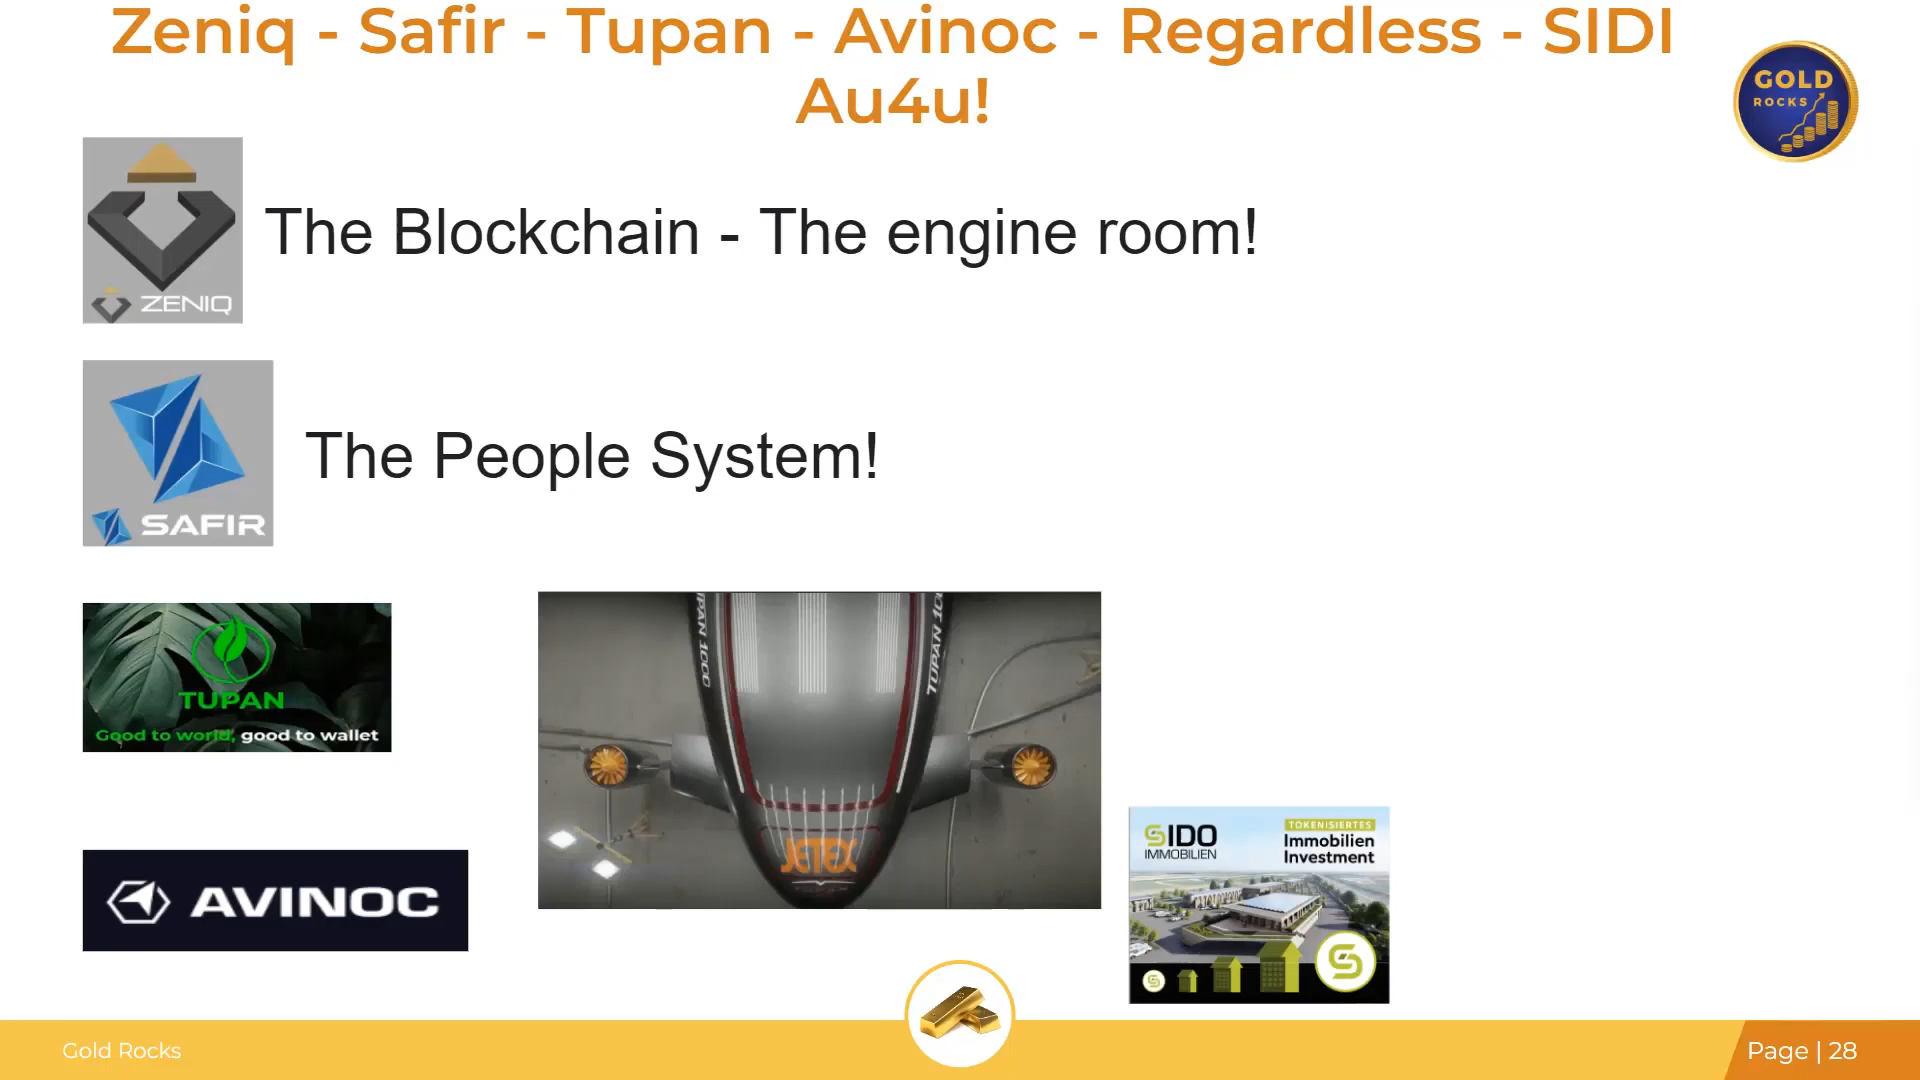 Zeniq - Safir - Tupan - Avinoc - Regardless - SIDI
Au4u!
GOLD
ROCKS
The Blockchain - The engine room!
ZENIQ
The People System!
SAFIR
TUPAN
Good to world, good to wallet
TUPAN 1000
JETEX
AVINOC
SIDO
IMMOBILIEN
TOKENISIERTES
Immobilien
Investment
Gold Rocks
Page | 28